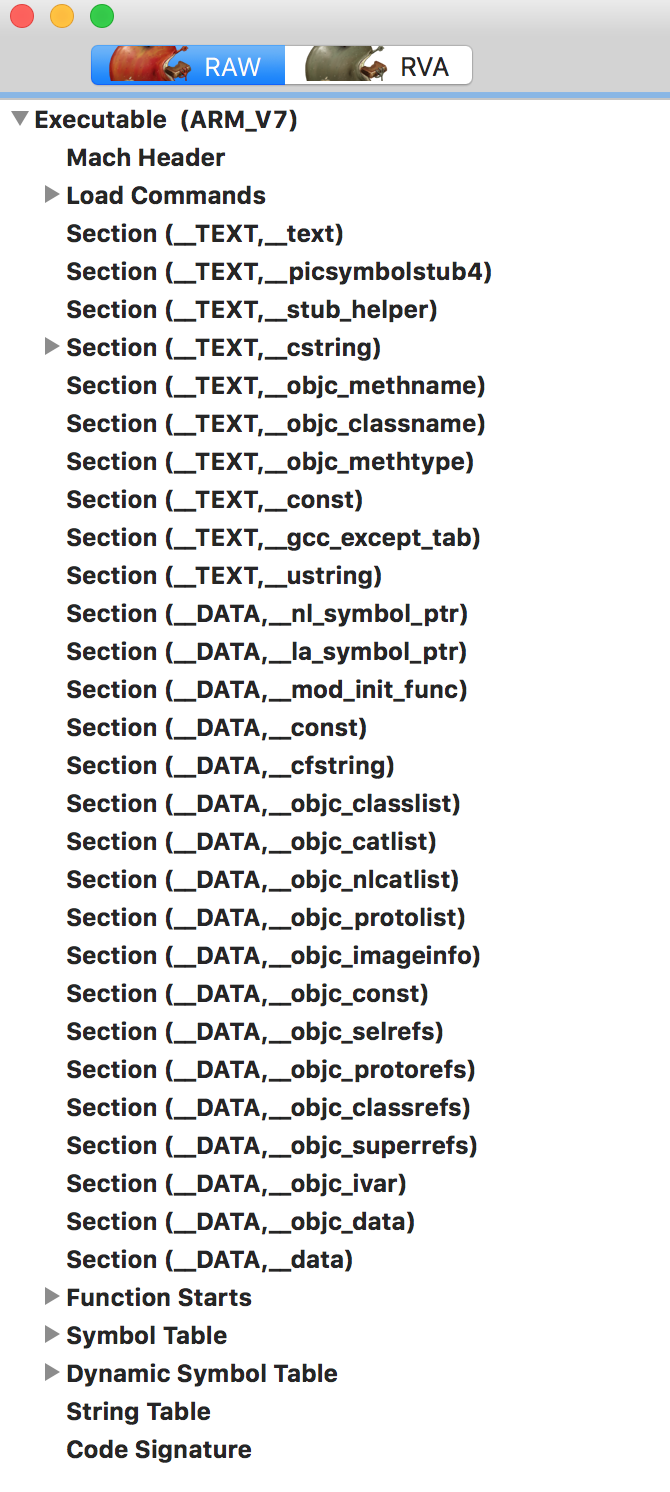 RAW RVA
Executable (ARM_V7)
Mach Header
Load Commands
Section (__TEXT,__text)
Section (__TEXT,__picsymbolstub4)
Section (__TEXT,__stub_helper)
Section (__TEXT,__cstring)
Section (__TEXT,__objc_methname)
Section (__TEXT,__objc_classname)
Section (__TEXT,__objc_methtype)
Section (__TEXT,__const)
Section (__TEXT,__gcc_except_tab)
Section (__TEXT,__ustring)
Section (__DATA,__nl_symbol_ptr)
Section (__DATA,__la_symbol_ptr)
Section (__DATA,__mod_init_func)
Section (__DATA,__const)
Section (__DATA,__cfstring)
Section (__DATA,__objc_classlist)
Section (__DATA,__objc_catlist)
Section (__DATA,__objc_nlcatlist)
Section (__DATA,__objc_protolist)
Section (__DATA,__objc_imageinfo)
Section (__DATA,__objc_const)
Section (__DATA,__objc_selrefs)
Section (__DATA,__objc_protorefs)
Section (__DATA,__objc_classrefs)
Section (__DATA,__objc_superrefs)
Section (__DATA,__objc_ivar)
Section (__DATA,__objc_data)
Section (__DATA,__data)
Function Starts
Symbol Table
Dynamic Symbol Table
String Table
Code Signature